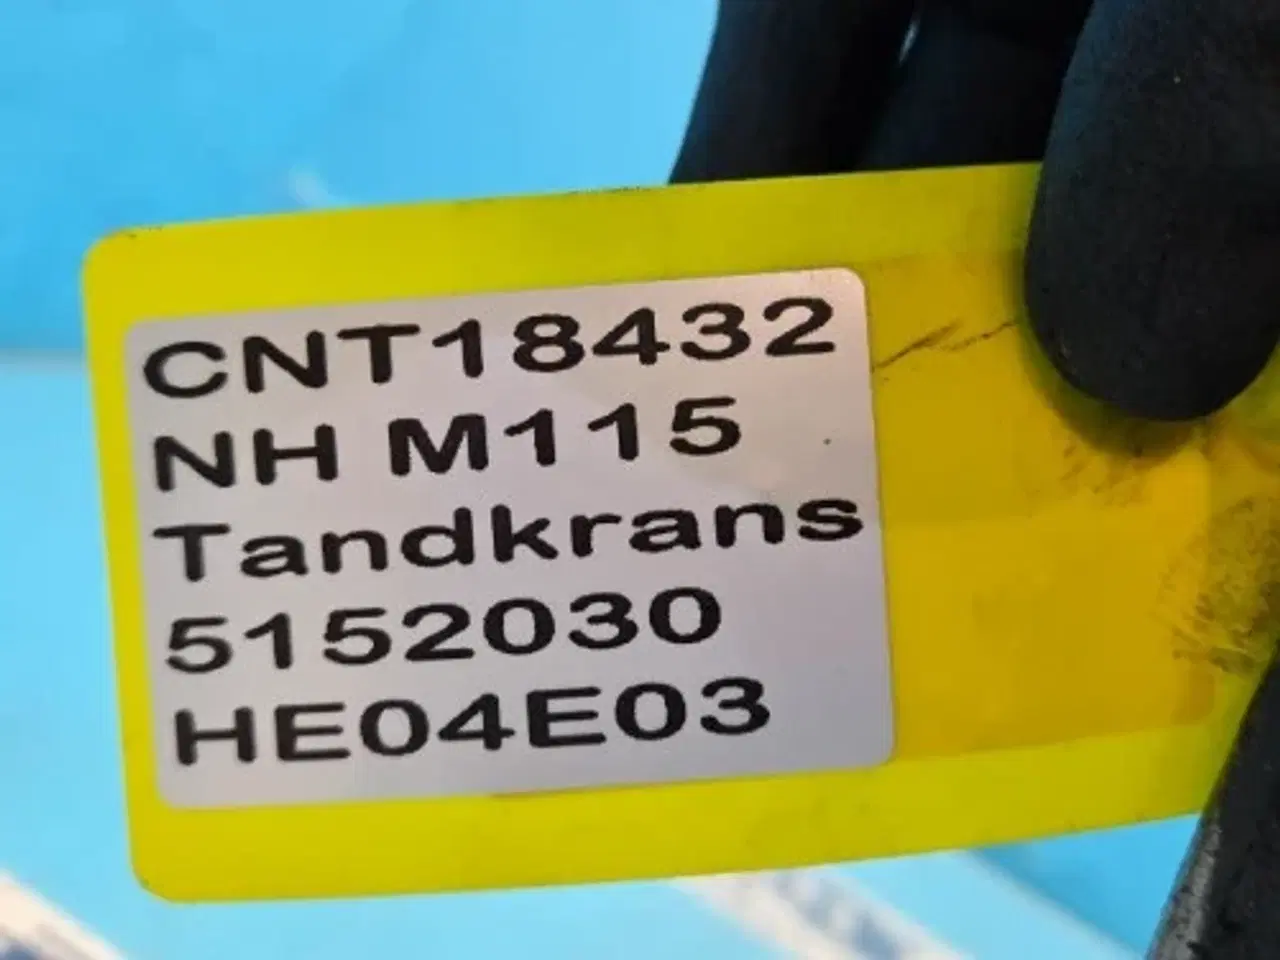 CNT18432
NH M115
Tandkrans
5152030
HE04E03